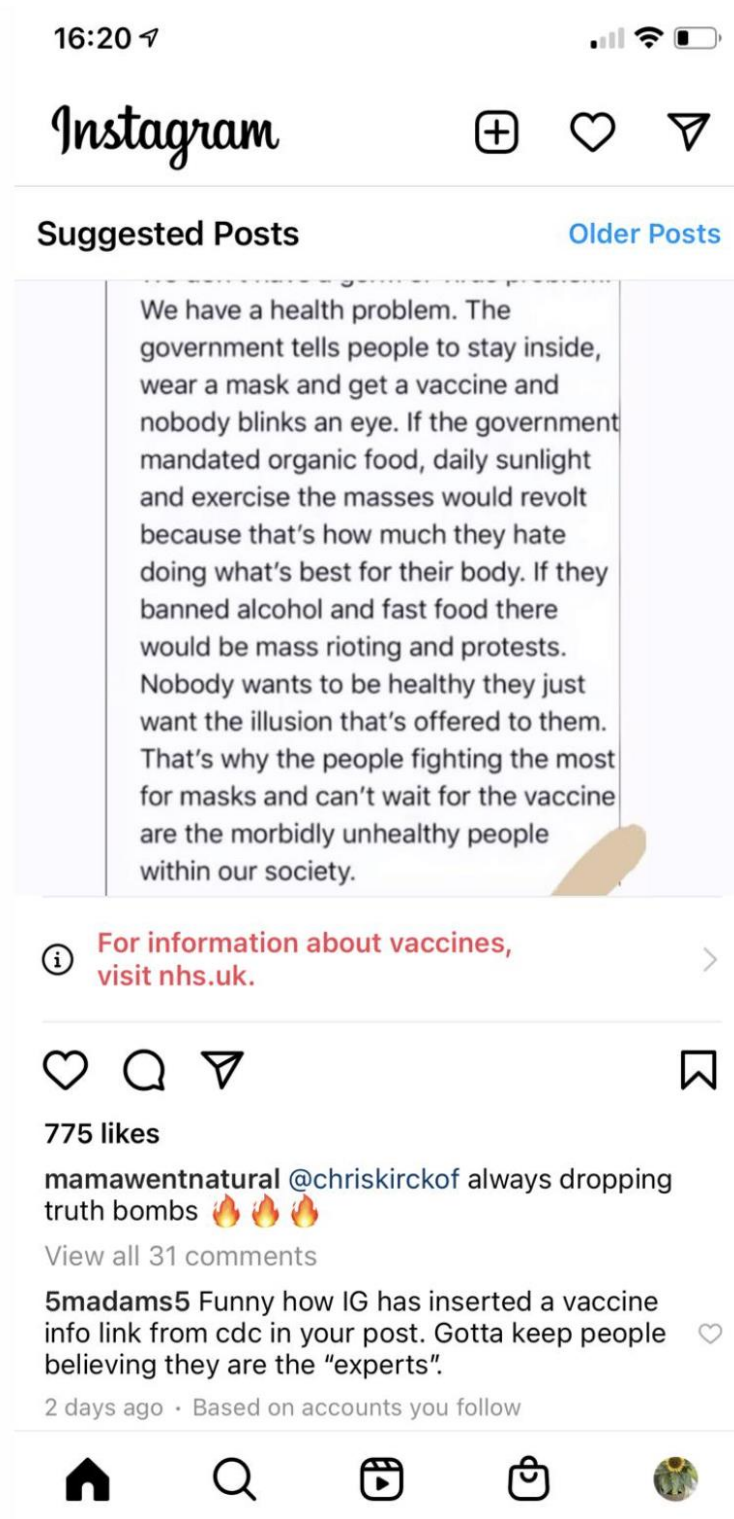 16:20
Instagram
Suggested Posts Older Posts
We have a health problem. The
government tells people to stay inside,
wear a mask and get a vaccine and
nobody blinks an eye. If the government
mandated organic food, daily sunlight
and exercise the masses would revolt
because that's how much they hate
doing what's best for their body. If they
banned alcohol and fast food there
would be mass rioting and protests.
Nobody wants to be healthy they just
want the illusion that's offered to them.
That's why the people fighting the most
for masks and can't wait for the vaccine
are the morbidly unhealthy people
within our society.
For information about vaccines,
visit nhs.uk.
775 likes
mamawentnatural @chriskirckof always dropping
truth bombs 🔥🔥🔥
View all 31 comments
5madams5 Funny how IG has inserted a vaccine
info link from cdc in your post. Gotta keep people
believing they are the "experts".
2 days ago · Based on accounts you follow